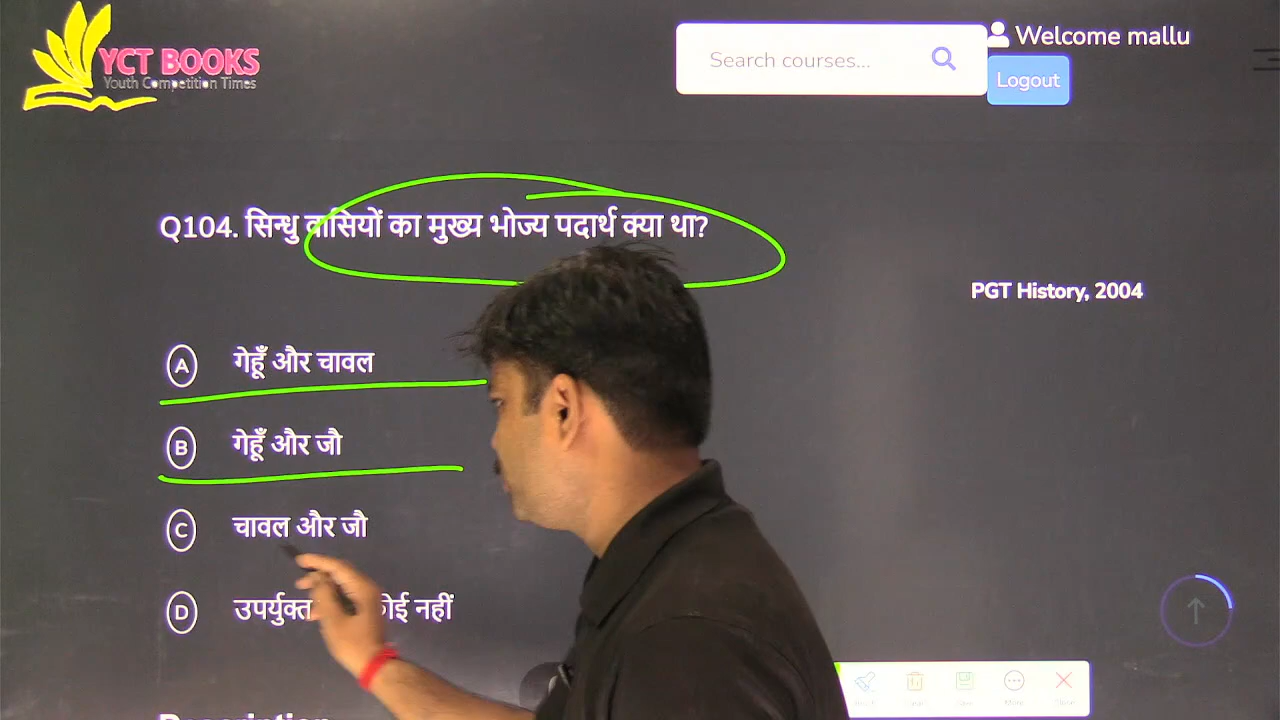 YCT BOOKS
Youth Competition Times
Search courses...
Welcome mallu
Logout
Q104. सिन्धु वासियों का मुख्य भोज्य पदार्थ क्या था?
PGT History, 2004
A गेहूँ और चावल
B गेहूँ और जौ
C चावल और जौ
D उपर्युक्त कोई नहीं